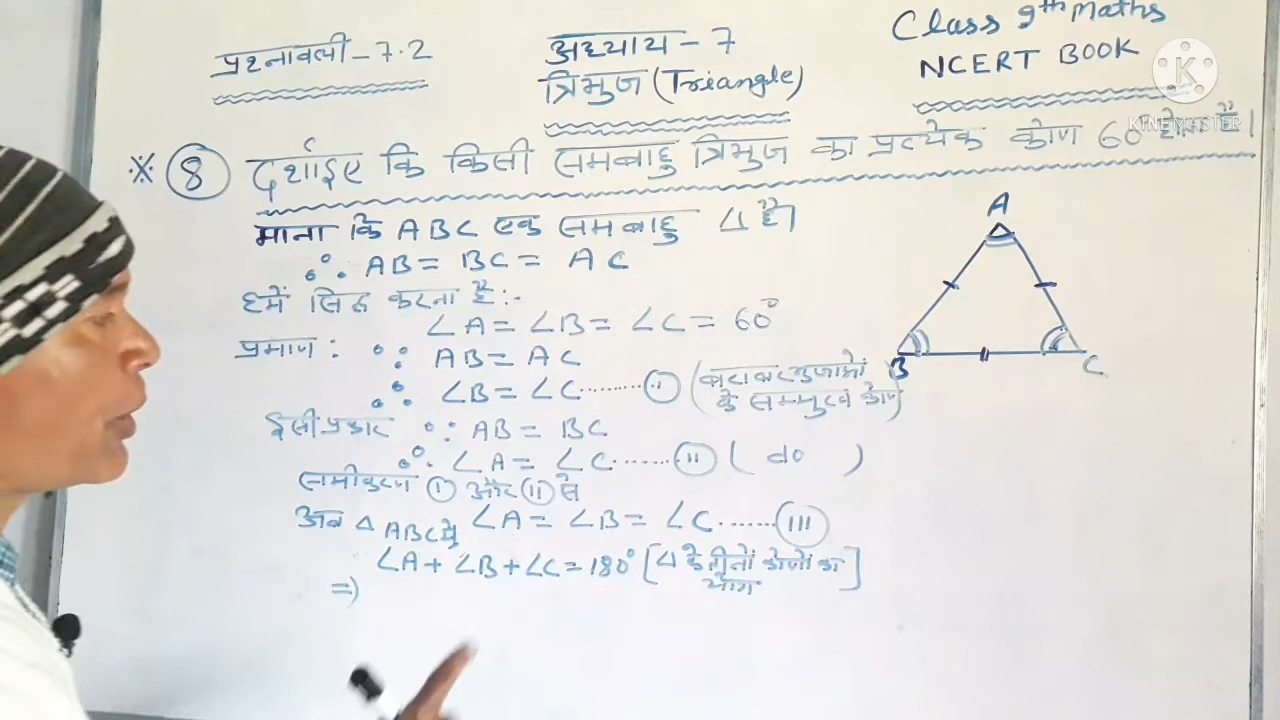 प्रश्नावली - 7.2
अध्याय - 7
त्रिभुज (Triangle)
Class 9th Maths
NCERT BOOK
K
KINEMASTER
※ 8 दर्शाइए कि किसी समबाहु त्रिभुज का प्रत्येक कोण 60° होता है।
माना कि ABC एक समबाहु Δ है।
∴ AB = BC = AC
हमें सिद्ध करना है:-
∠A = ∠B = ∠C = 60°
प्रमाण : ∵ AB = AC
∴ ∠B = ∠C ......... (i) (बराबर भुजाओं के सम्मुख कोण)
इसी प्रकार ∵ AB = BC
∴ ∠A = ∠C ....... (ii) ( do )
समीकरण (i) और (ii) से
∠A = ∠B = ∠C ....... (iii)
अब Δ ABC में
∠A + ∠B + ∠C = 180° [Δ के तीनों कोणों का योग]
⇒
A
B
C